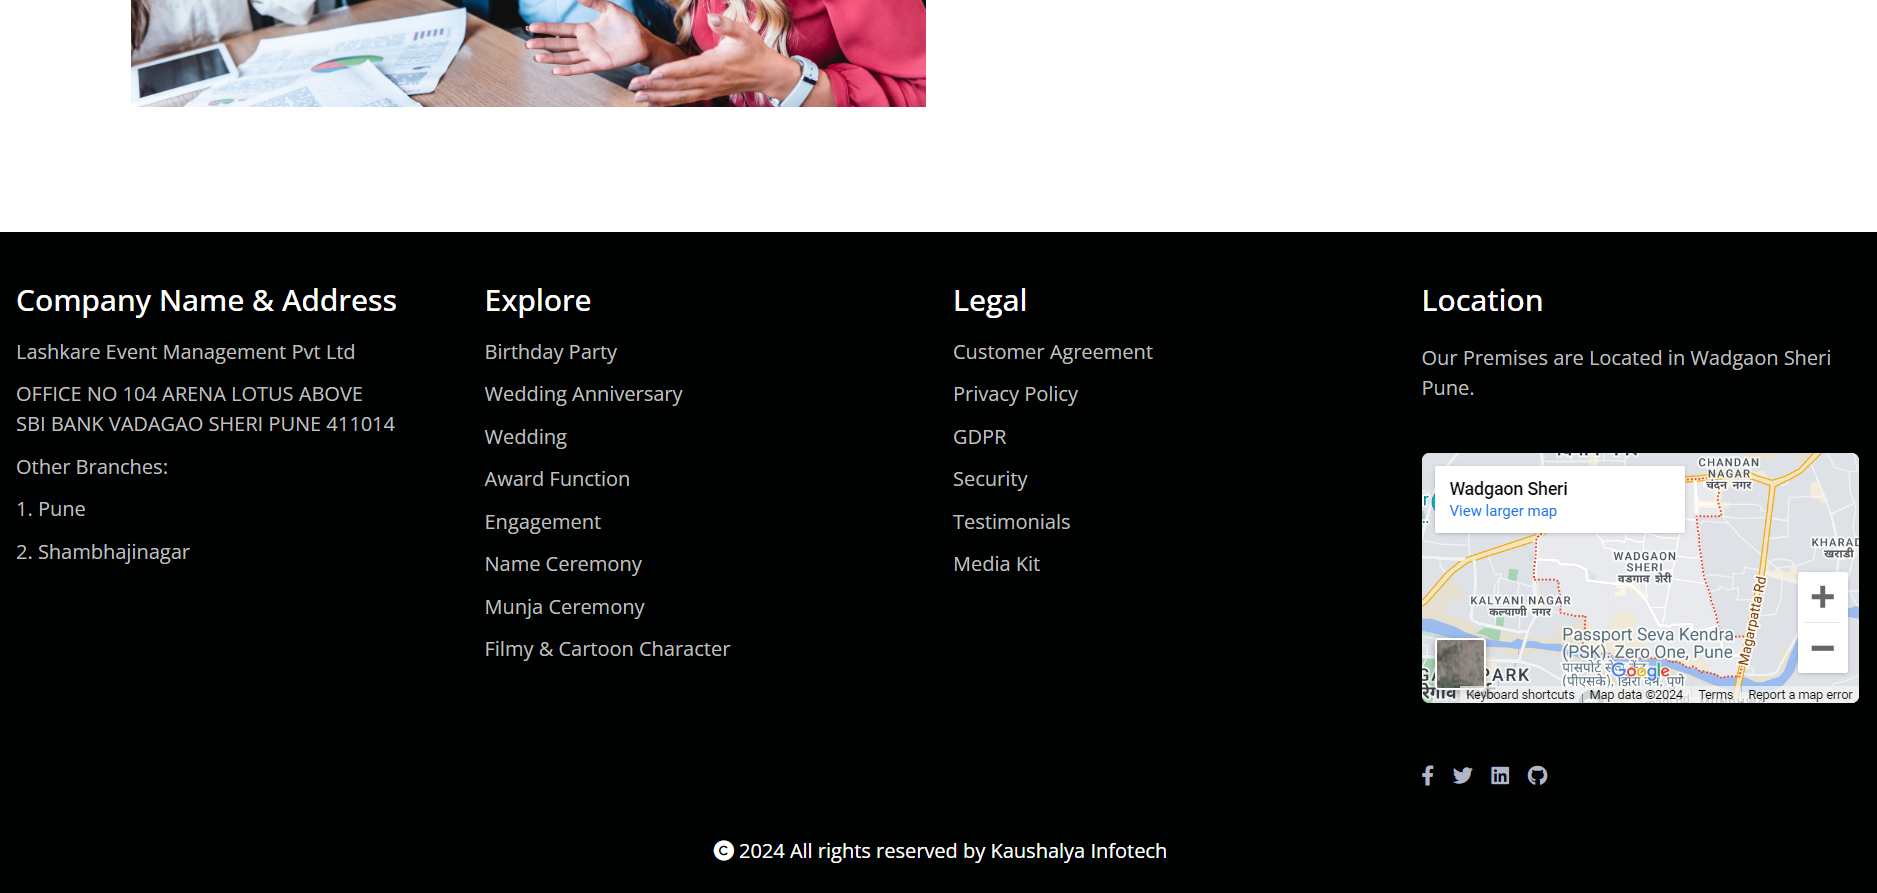 Company Name & Address
Lashkare Event Management Pvt Ltd
OFFICE NO 104 ARENA LOTUS ABOVE
SBI BANK VADAGAO SHERI PUNE 411014
Other Branches:
1. Pune
2. Shambhajinagar
Explore
Birthday Party
Wedding Anniversary
Wedding
Award Function
Engagement
Name Ceremony
Munja Ceremony
Filmy & Cartoon Character
Legal
Customer Agreement
Privacy Policy
GDPR
Security
Testimonials
Media Kit
Location
Our Premises are Located in Wadgaon Sheri
Pune.
Wadgaon Sheri
View larger map
CHANDAN
NAGAR
चंदन नगर
KHARAD
खराडी
WADGAON
SHERI
वडगाव शेरी
KALYANI NAGAR
कल्याणी नगर
Magarpatta Rd
Passport Seva Kendra
(PSK), Zero One, Pune
पासपोर्ट
(पीएसके), पुणे
PARK
Google
Keyboard shortcuts
Map data ©2024
Terms
Report a map error
© 2024 All rights reserved by Kaushalya Infotech